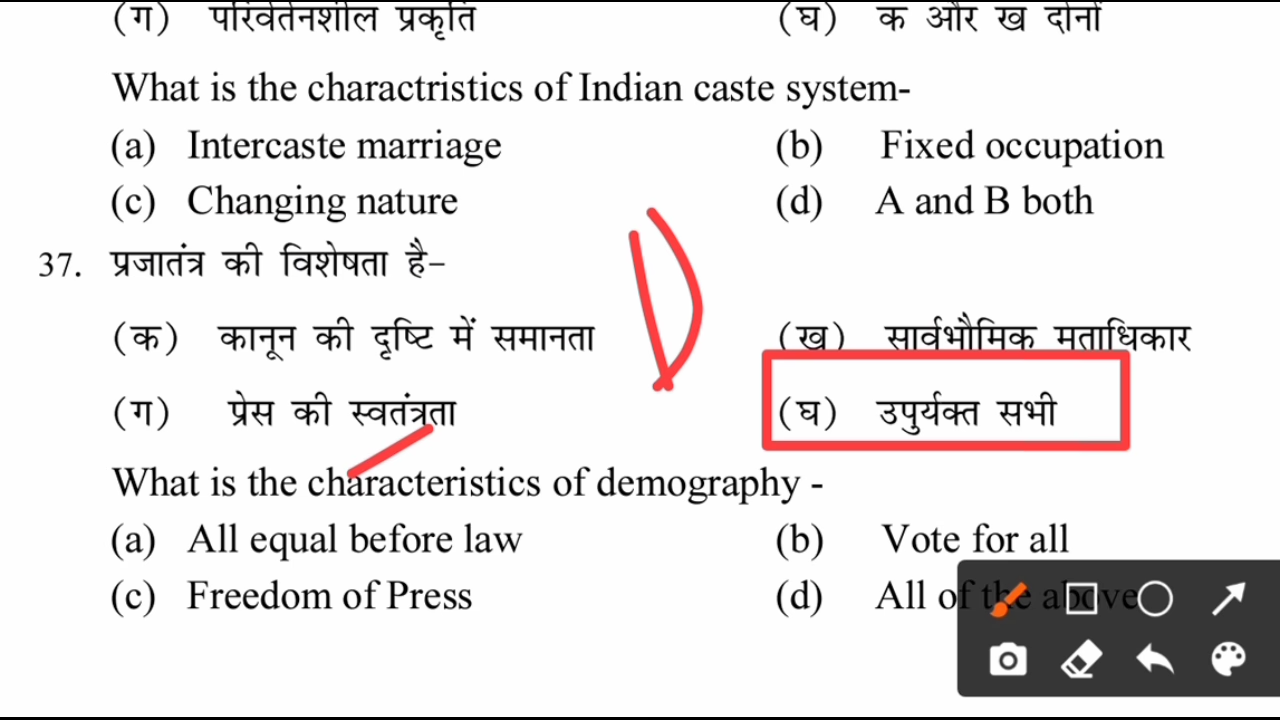 (ग) परिवर्तनशील प्रकृति (घ) क और ख दोनों
What is the charactristics of Indian caste system-
(a) Intercaste marriage (b) Fixed occupation
(c) Changing nature (d) A and B both
37. प्रजातंत्र की विशेषता है–
(क) कानून की दृष्टि में समानता (ख) सार्वभौमिक मताधिकार
(ग) प्रेस की स्वतंत्रता (घ) उपुर्यक्त सभी
What is the characteristics of demography -
(a) All equal before law (b) Vote for all
(c) Freedom of Press (d) All of the above